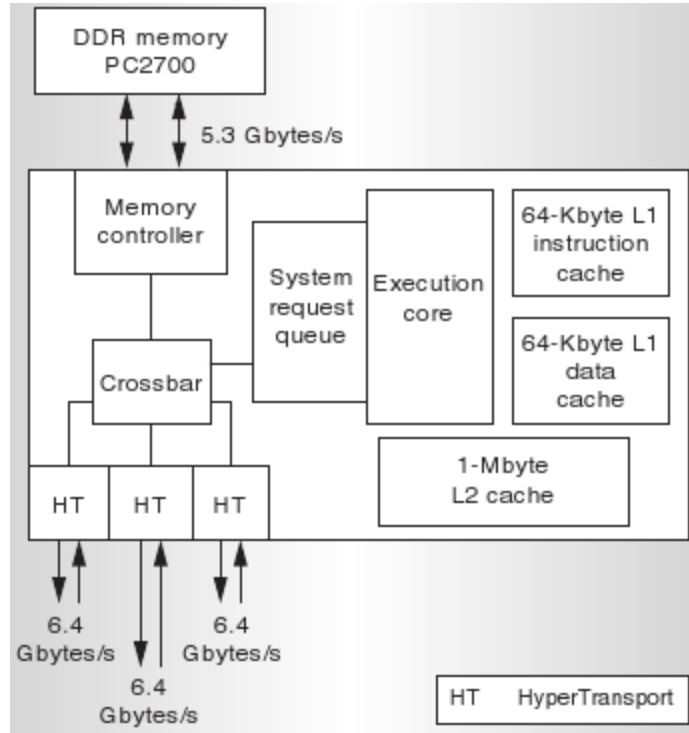 DDR memory
PC2700
5.3 Gbytes/s
Memory
controller
System
request
queue
Execution
core
64-Kbyte L1
instruction
cache
64-Kbyte L1
data
cache
Crossbar
1-Mbyte
L2 cache
HT
HT
HT
6.4
Gbytes/s
6.4
Gbytes/s
6.4
Gbytes/s
HT HyperTransport